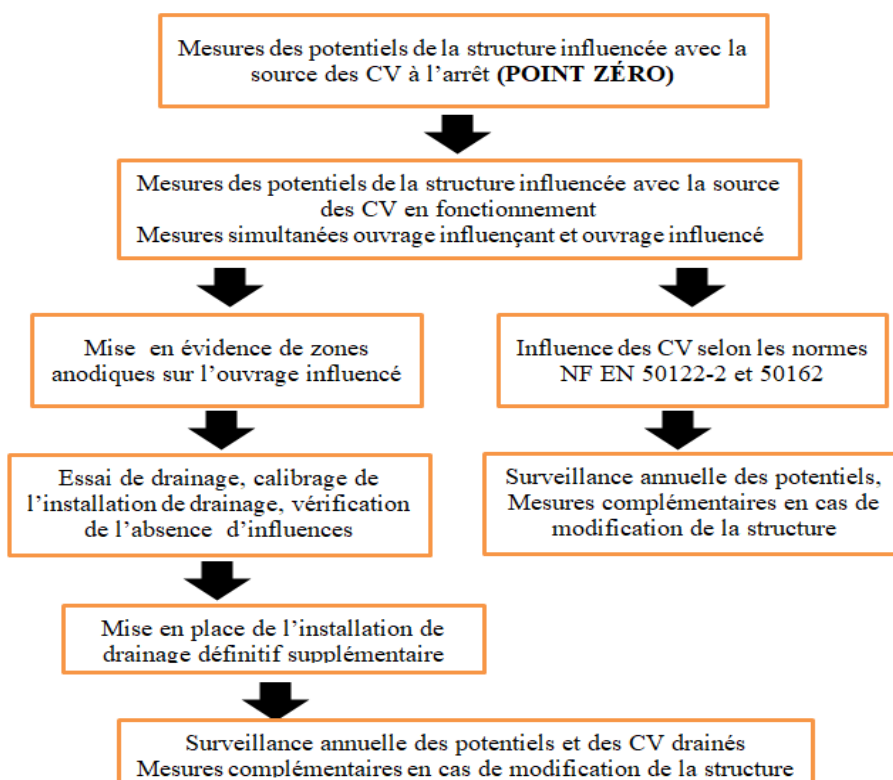 Mesures des potentiels de la structure influencée avec la
source des CV à l’arrêt (POINT ZÉRO)
Mesures des potentiels de la structure influencée avec la source
des CV en fonctionnement
Mesures simultanées ouvrage influençant et ouvrage influencé
Mise en évidence de zones
anodiques sur l’ouvrage influencé
Influence des CV selon les normes
NF EN 50122-2 et 50162
Essai de drainage, calibrage de
l’installation de drainage, vérification
de l’absence d’influences
Surveillance annuelle des potentiels,
Mesures complémentaires en cas de
modification de la structure
Mise en place de l’installation de
drainage définitif supplémentaire
Surveillance annuelle des potentiels et des CV drainés
Mesures complémentaires en cas de modification de la structure